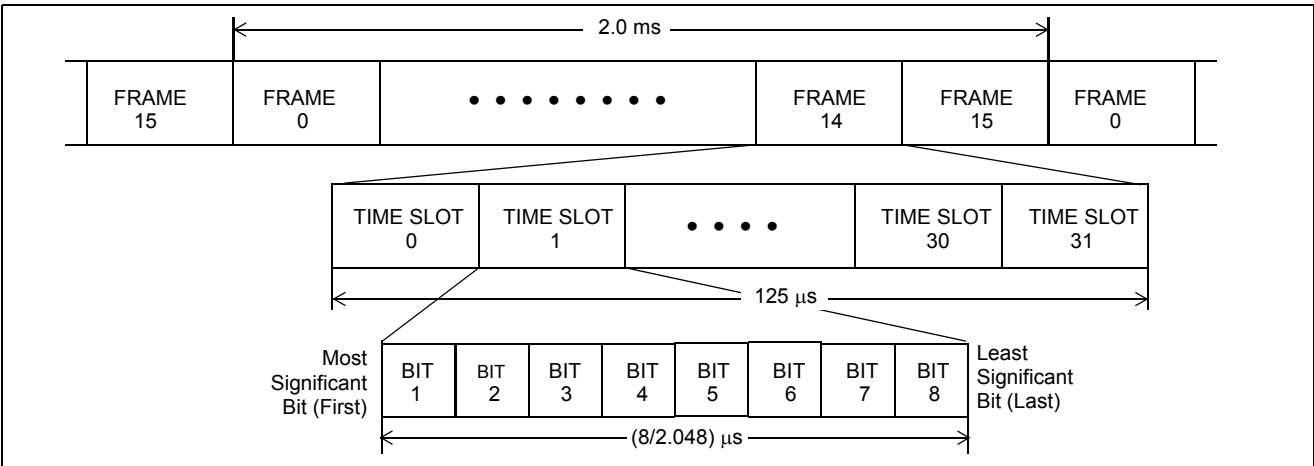 2.0 ms
FRAME 15
FRAME 0
• • • • • • • •
FRAME 14
FRAME 15
FRAME 0
TIME SLOT 0
TIME SLOT 1
• • • •
TIME SLOT 30
TIME SLOT 31
125 μs
Most
Significant
Bit (First)
BIT 1
BIT 2
BIT 3
BIT 4
BIT 5
BIT 6
BIT 7
BIT 8
Least
Significant
Bit (Last)
(8/2.048) μs